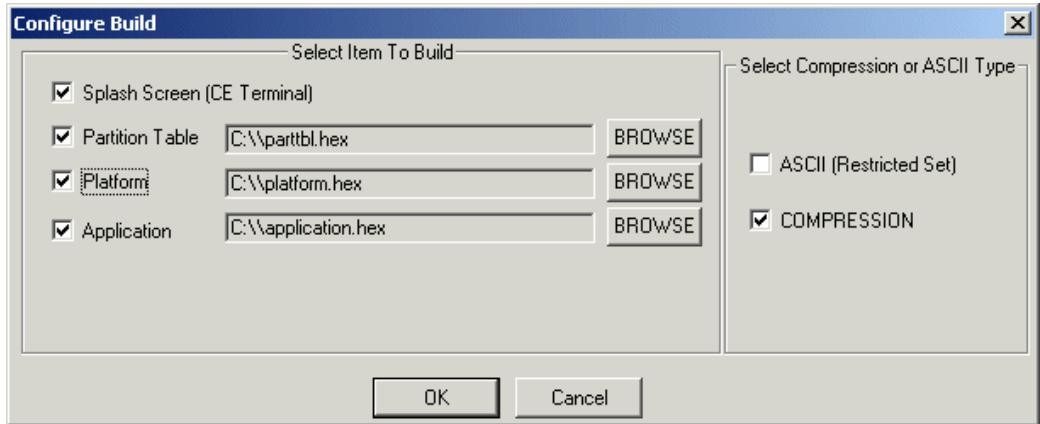 Configure Build
Select Item To Build
Select Compression or ASCII Type
Splash Screen (CE Terminal)
Partition Table C:\\parttbl.hex BROWSE
Platform C:\\platform.hex BROWSE
Application C:\\application.hex BROWSE
ASCII (Restricted Set)
COMPRESSION
OK Cancel